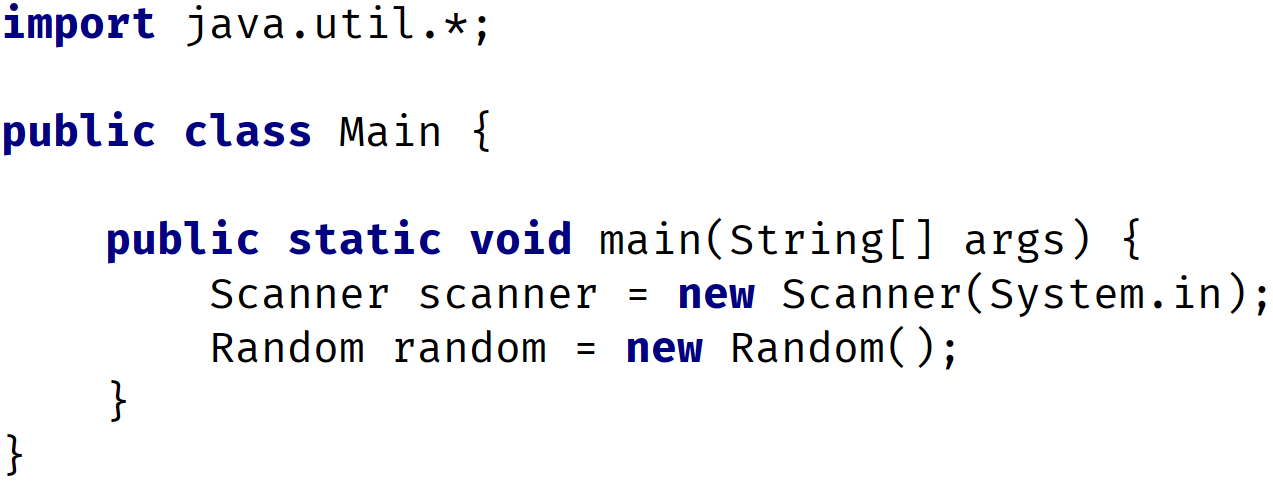 import java.util.*;
public class Main {
    public static void main(String[] args) {
        Scanner scanner = new Scanner(System.in);
        Random random = new Random();
    }
}